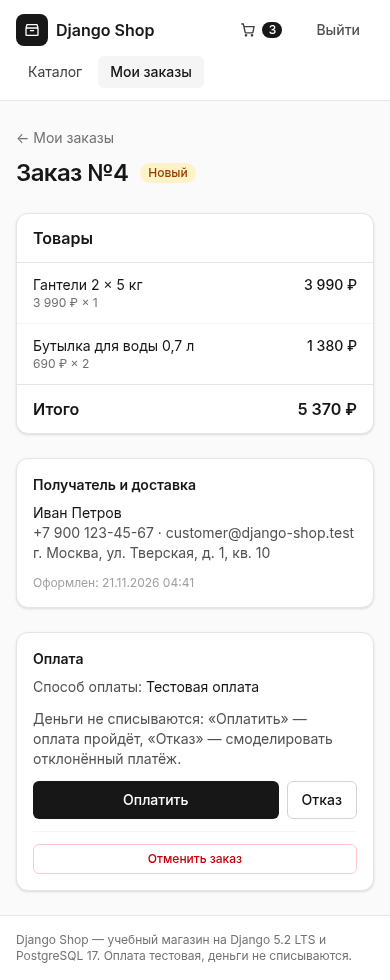 Django Shop
3
Выйти
Каталог
Мои заказы
← Мои заказы
Заказ №4
Новый
Товары
Гантели 2 × 5 кг
3 990 ₽
3 990 ₽ × 1
Бутылка для воды 0,7 л
1 380 ₽
690 ₽ × 2
Итого
5 370 ₽
Получатель и доставка
Иван Петров
+7 900 123-45-67 · customer@django-shop.test
г. Москва, ул. Тверская, д. 1, кв. 10
Оформлен: 21.11.2026 04:41
Оплата
Способ оплаты: Тестовая оплата
Деньги не списываются: «Оплатить» —
оплата пройдёт, «Отказ» — смоделировать
отклонённый платёж.
Оплатить
Отказ
Отменить заказ
Django Shop — учебный магазин на Django 5.2 LTS и
PostgreSQL 17. Оплата тестовая, деньги не списываются.